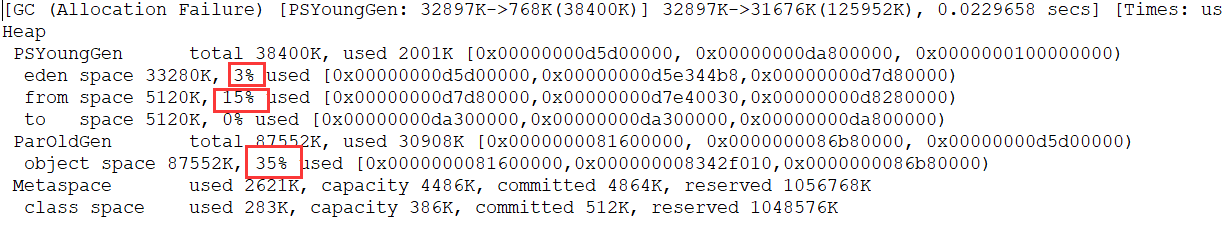 [GC (Allocation Failure) [PSYoungGen: 32897K->768K(38400K)] 32897K->31676K(125952K), 0.0229658 secs] [Times: us
Heap
PSYoungGen total 38400K, used 2001K [0x00000000d5d00000, 0x00000000da800000, 0x0000000100000000)
eden space 33280K, 3% used [0x00000000d5d00000,0x00000000d5e344b8,0x00000000d7d80000)
from space 5120K, 15% used [0x00000000d7d80000,0x00000000d7e40030,0x00000000d8280000)
to space 5120K, 0% used [0x00000000da300000,0x00000000da300000,0x00000000da800000)
ParOldGen total 87552K, used 30908K [0x0000000081600000, 0x0000000086b80000, 0x00000000d5d00000)
object space 87552K, 35% used [0x0000000081600000,0x000000008342f010,0x0000000086b80000)
Metaspace used 2621K, capacity 4486K, committed 4864K, reserved 1056768K
class space used 283K, capacity 386K, committed 512K, reserved 1048576K